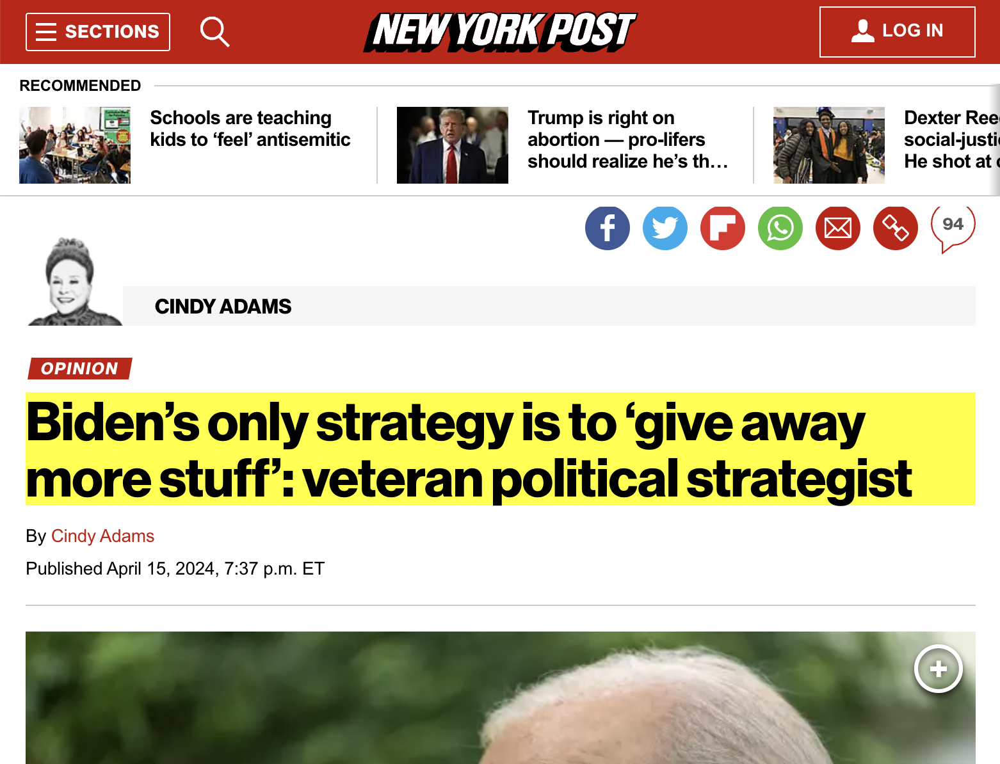 SECTIONS
NEW YORK POST
LOG IN
RECOMMENDED
Schools are teaching
kids to ‘feel’ antisemitic
Trump is right on
abortion — pro-lifers
should realize he’s th…
Dexter Ree
social-justi
He shot at
94
CINDY ADAMS
OPINION
Biden’s only strategy is to ‘give away
more stuff’: veteran political strategist
By Cindy Adams
Published April 15, 2024, 7:37 p.m. ET